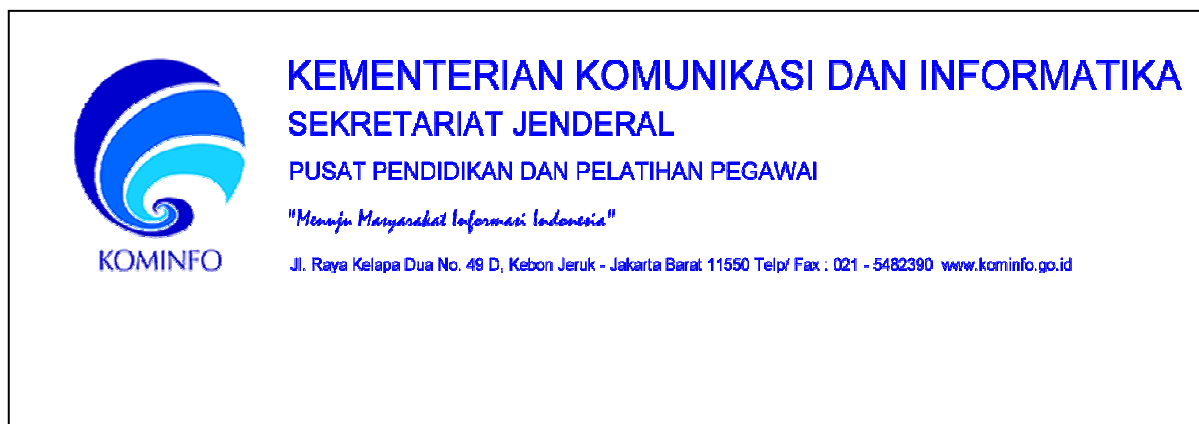 KEMENTERIAN KOMUNIKASI DAN INFORMATIKA
SEKRETARIAT JENDERAL
PUSAT PENDIDIKAN DAN PELATIHAN PEGAWAI
"Menuju Masyarakat Informasi Indonesia"
KOMINFO
Jl. Raya Kelapa Dua No. 49 D, Kebon Jeruk - Jakarta Barat 11550 Telp/ Fax : 021 - 5482390 www.kominfo.go.id